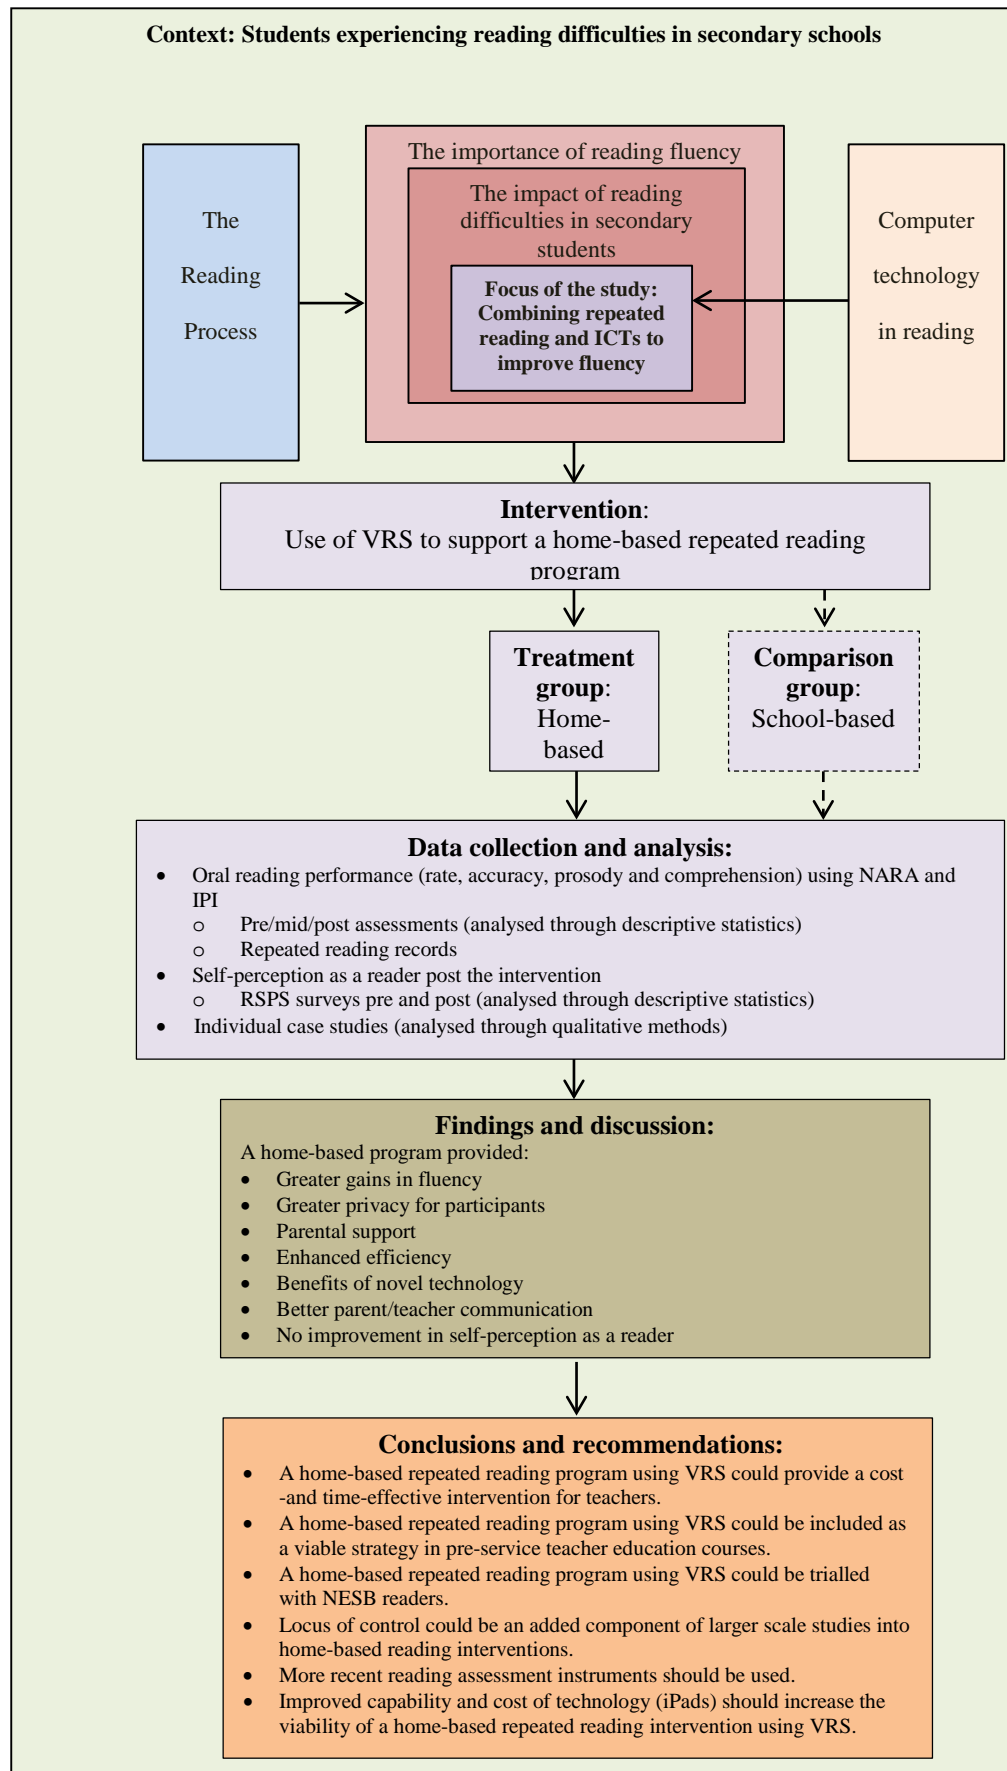 Context: Students experiencing reading difficulties in secondary schools
The
Reading
Process
The importance of reading fluency
The impact of reading
difficulties in secondary
students
Focus of the study:
Combining repeated
reading and ICTs to
improve fluency
Computer
technology
in reading
Intervention:
Use of VRS to support a home-based repeated reading
program
Treatment
group:
Home-
based
Comparison
group:
School-based
Data collection and analysis:
• Oral reading performance (rate, accuracy, prosody and comprehension) using NARA and
IPI
o Pre/mid/post assessments (analysed through descriptive statistics)
o Repeated reading records
• Self-perception as a reader post the intervention
o RSPS surveys pre and post (analysed through descriptive statistics)
• Individual case studies (analysed through qualitative methods)
Findings and discussion:
A home-based program provided:
• Greater gains in fluency
• Greater privacy for participants
• Parental support
• Enhanced efficiency
• Benefits of novel technology
• Better parent/teacher communication
• No improvement in self-perception as a reader
Conclusions and recommendations:
• A home-based repeated reading program using VRS could provide a cost
-and time-effective intervention for teachers.
• A home-based repeated reading program using VRS could be included as
a viable strategy in pre-service teacher education courses.
• A home-based repeated reading program using VRS could be trialled
with NESB readers.
• Locus of control could be an added component of larger scale studies into
home-based reading interventions.
• More recent reading assessment instruments should be used.
• Improved capability and cost of technology (iPads) should increase the
viability of a home-based repeated reading intervention using VRS.